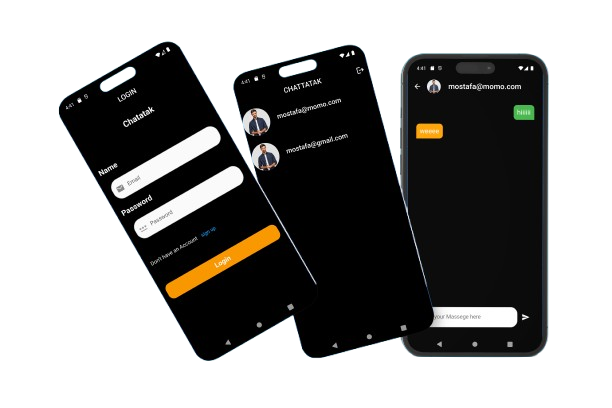 4:41
LOGIN
Chatatak
Name
Email
Password
Password
Don't have an Account. sign up
Login
4:41
CHATTATAK
mostafa@momo.com
mostafa@gmail.com
4:41
mostafa@momo.com
hiiiiii
weeee
your Massege here